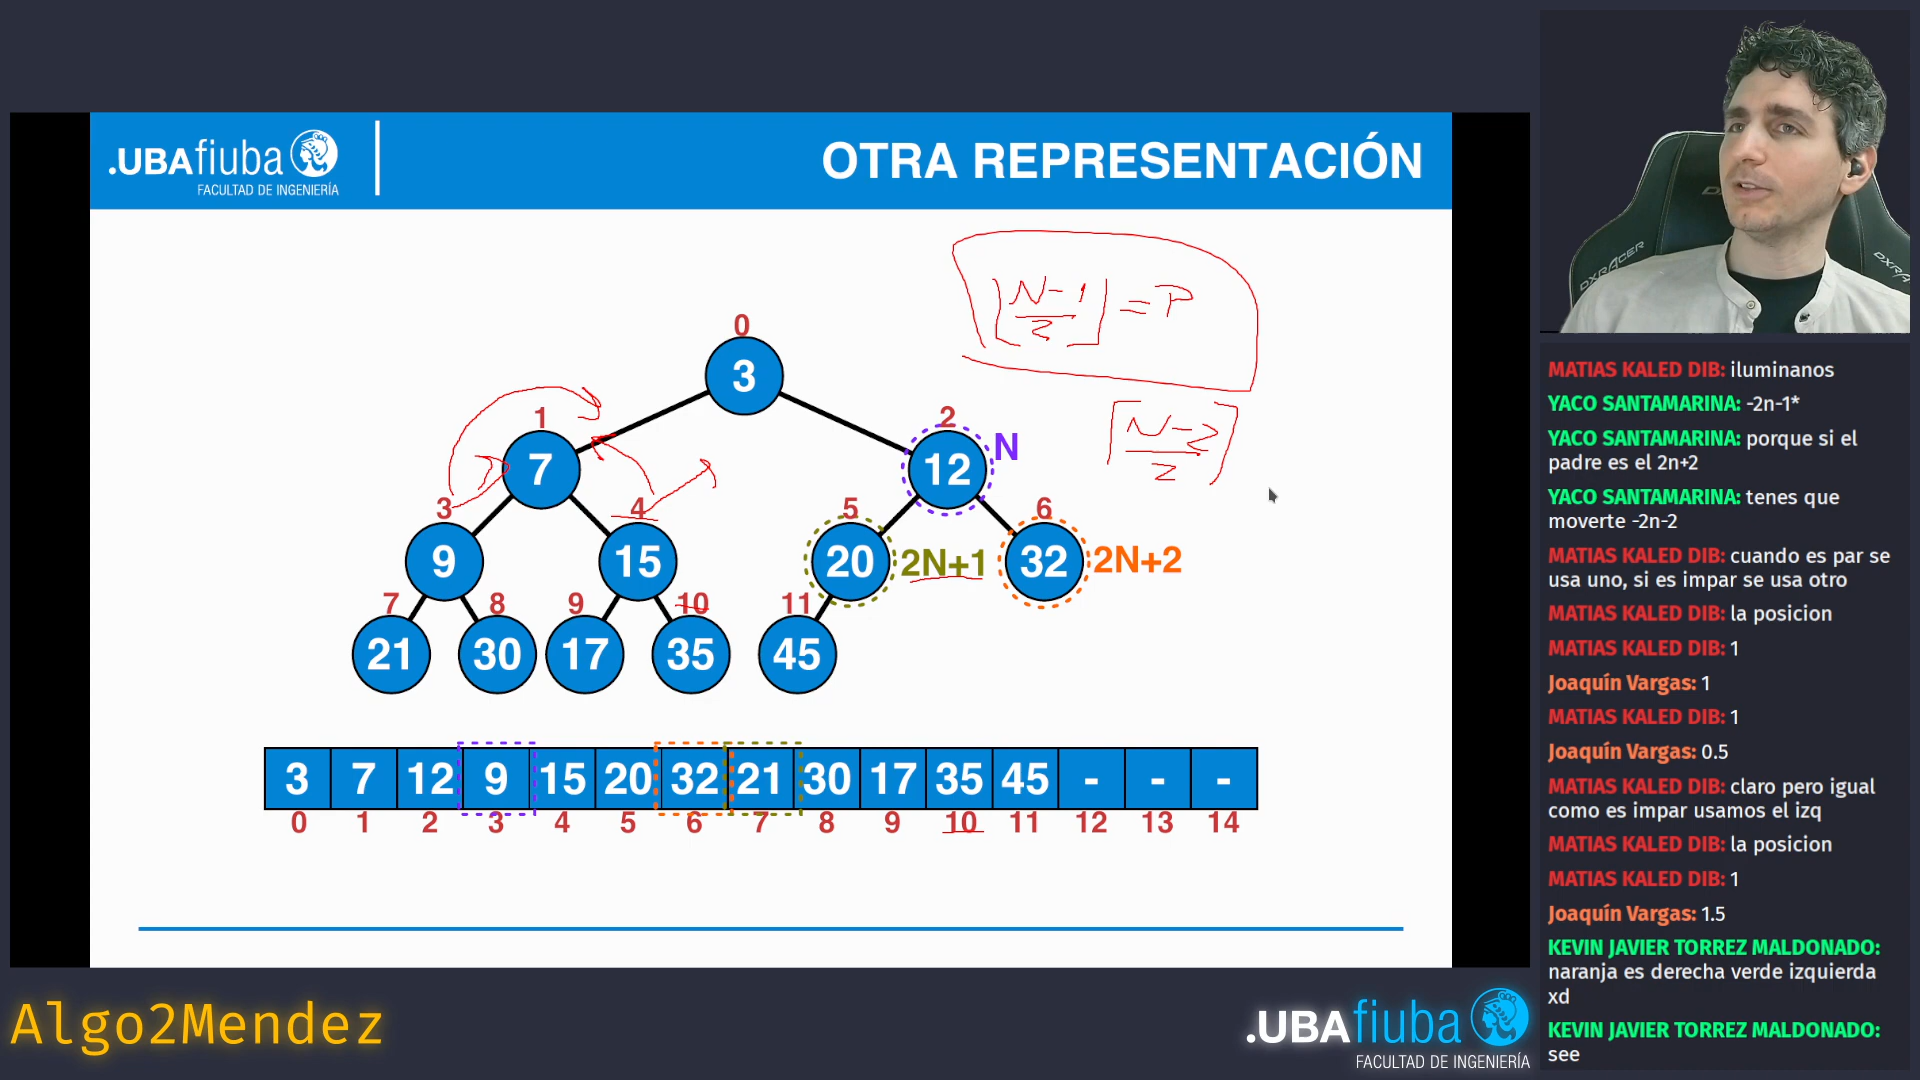 .UBAfiuba
FACULTAD DE INGENIERÍA
OTRA REPRESENTACIÓN
N-1
2
=P
N-2
2
0
3
1
7
2
12
N
3
9
4
15
5
20
2N+1
6
32
2N+2
7
21
8
30
9
17
10
35
11
45
3 7 12 9 15 20 32 21 30 17 35 45 - - -
0 1 2 3 4 5 6 7 8 9 10 11 12 13 14
Algo2Mendez
.UBAfiuba
FACULTAD DE INGENIERÍA
DXRACER
MATIAS KALED DIB: iluminanos
YACO SANTAMARINA: -2n-1*
YACO SANTAMARINA: porque si el
padre es el 2n+2
YACO SANTAMARINA: tenes que
moverte -2n-2
MATIAS KALED DIB: cuando es par se
usa uno, si es impar se usa otro
MATIAS KALED DIB: la posicion
MATIAS KALED DIB: 1
Joaquín Vargas: 1
MATIAS KALED DIB: 1
Joaquín Vargas: 0.5
MATIAS KALED DIB: claro pero igual
como es impar usamos el izq
MATIAS KALED DIB: la posicion
MATIAS KALED DIB: 1
Joaquín Vargas: 1.5
KEVIN JAVIER TORREZ MALDONADO:
naranja es derecha verde izquierda
xd
KEVIN JAVIER TORREZ MALDONADO:
see